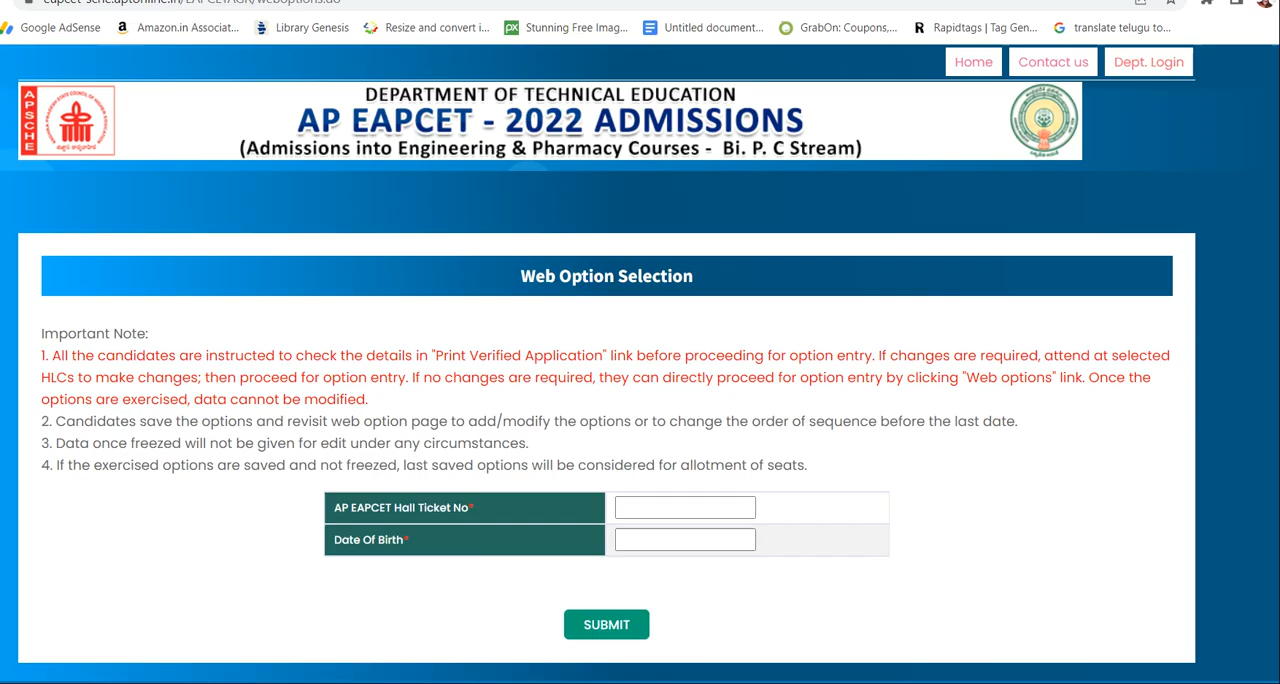 Google AdSense Amazon.in Associat... Library Genesis Resize and convert i... Stunning Free Imag... Untitled document... GrabOn: Coupons,... Rapidtags | Tag Gen... translate telugu to...
Home Contact us Dept. Login
APSCHE
DEPARTMENT OF TECHNICAL EDUCATION
AP EAPCET - 2022 ADMISSIONS
(Admissions into Engineering & Pharmacy Courses - Bi. P. C Stream)
Web Option Selection
Important Note:
1. All the candidates are instructed to check the details in "Print Verified Application" link before proceeding for option entry. If changes are required, attend at selected
HLCs to make changes; then proceed for option entry. If no changes are required, they can directly proceed for option entry by clicking "Web options" link. Once the
options are exercised, data cannot be modified.
2. Candidates save the options and revisit web option page to add/modify the options or to change the order of sequence before the last date.
3. Data once freezed will not be given for edit under any circumstances.
4. If the exercised options are saved and not freezed, last saved options will be considered for allotment of seats.
AP EAPCET Hall Ticket No*
Date Of Birth*
SUBMIT